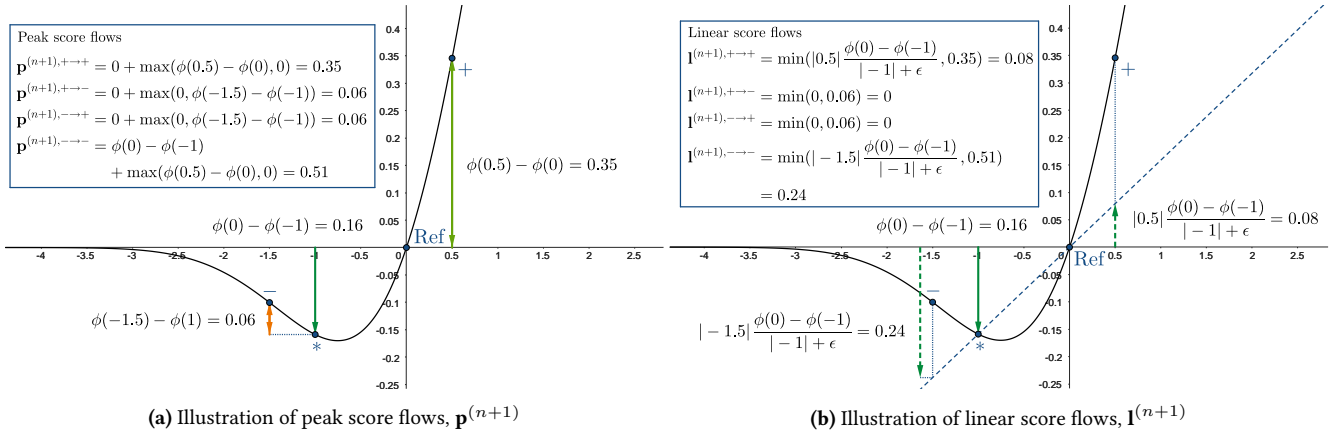 Peak score flows
p^(n+1),+→+ = 0 + max(ϕ(0.5) − ϕ(0), 0) = 0.35
p^(n+1),+→− = 0 + max(0, ϕ(−1.5) − ϕ(−1)) = 0.06
p^(n+1),−→+ = 0 + max(0, ϕ(−1.5) − ϕ(−1)) = 0.06
p^(n+1),−→− = ϕ(0) − ϕ(−1)
+ max(ϕ(0.5) − ϕ(0), 0) = 0.51
0.4
0.35
0.3
0.25
0.2
0.15
0.1
0.05
+
ϕ(0.5) − ϕ(0) = 0.35
ϕ(0) − ϕ(−1) = 0.16
Ref
-4 -3.5 -3 -2.5 -2 -1.5 -1 -0.5 0 0.5 1 1.5 2 2.5
-0.05
-0.1
-0.15
-0.2
-0.25
−
ϕ(−1.5) − ϕ(1) = 0.06
*
(a) Illustration of peak score flows, p^(n+1)
Linear score flows
l^(n+1),+→+ = min(|0.5| ϕ(0) − ϕ(−1) / | − 1| + ϵ, 0.35) = 0.08
l^(n+1),+→− = min(0, 0.06) = 0
l^(n+1),−→+ = min(0, 0.06) = 0
l^(n+1),−→− = min(| − 1.5| ϕ(0) − ϕ(−1) / | − 1| + ϵ, 0.51)
= 0.24
0.4
0.35
0.3
0.25
0.2
0.15
0.1
0.05
+
ϕ(0) − ϕ(−1) = 0.16
|0.5| ϕ(0) − ϕ(−1) / | − 1| + ϵ = 0.08
-4 -3.5 -3 -2.5 -2 -1.5 -1 -0.5 0 0.5 1 1.5 2 2.5
Ref
-0.05
-0.1
-0.15
-0.2
-0.25
−
| − 1.5| ϕ(0) − ϕ(−1) / | − 1| + ϵ = 0.24
*
(b) Illustration of linear score flows, l^(n+1)